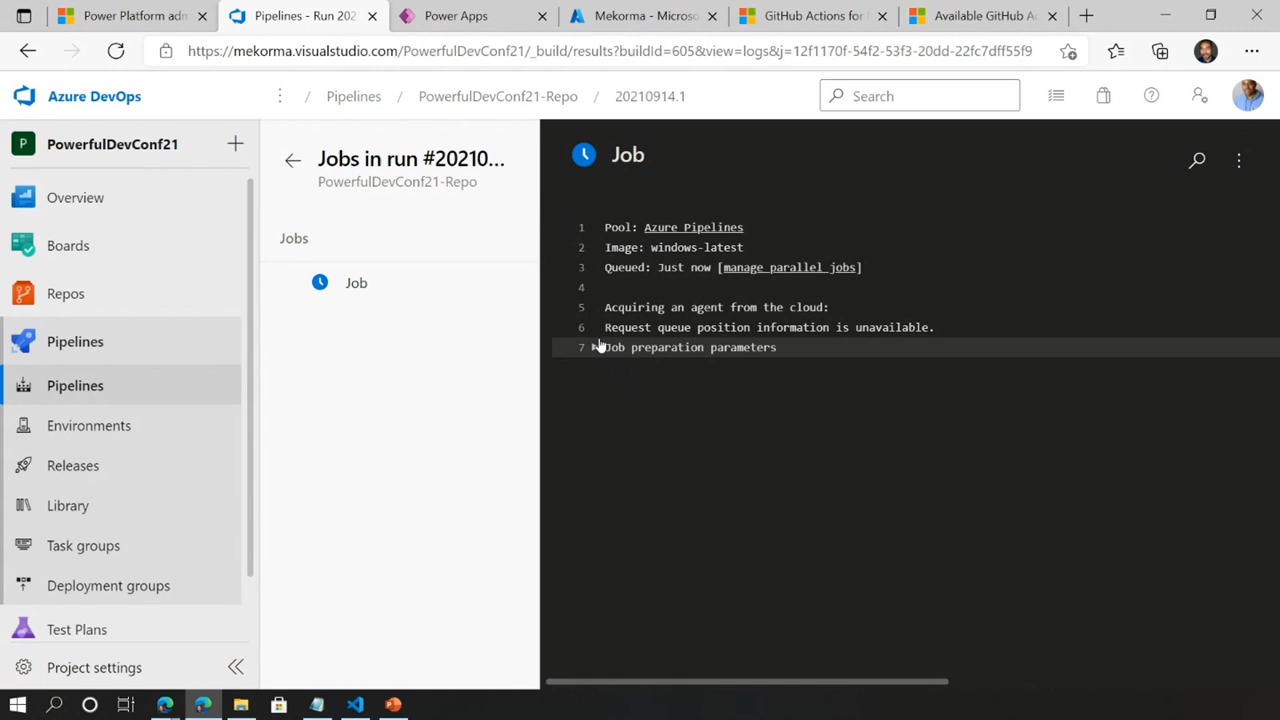 Power Platform adm
Pipelines - Run 202
Power Apps
Mekorma - Microso
GitHub Actions for
Available GitHub A
https://mekorma.visualstudio.com/PowerfulDevConf21/_build/results?buildId=605&view=logs&j=12f1170f-54f2-53f3-20dd-22fc7dff55f9
Azure DevOps
Pipelines / PowerfulDevConf21-Repo / 20210914.1
Search
P PowerfulDevConf21
Overview
Boards
Repos
Pipelines
Pipelines
Environments
Releases
Library
Task groups
Deployment groups
Test Plans
Project settings
Jobs in run #20210...
PowerfulDevConf21-Repo
Jobs
Job
Job
1 Pool: Azure Pipelines
2 Image: windows-latest
3 Queued: Just now [manage parallel jobs]
4
5 Acquiring an agent from the cloud:
6 Request queue position information is unavailable.
7 Job preparation parameters